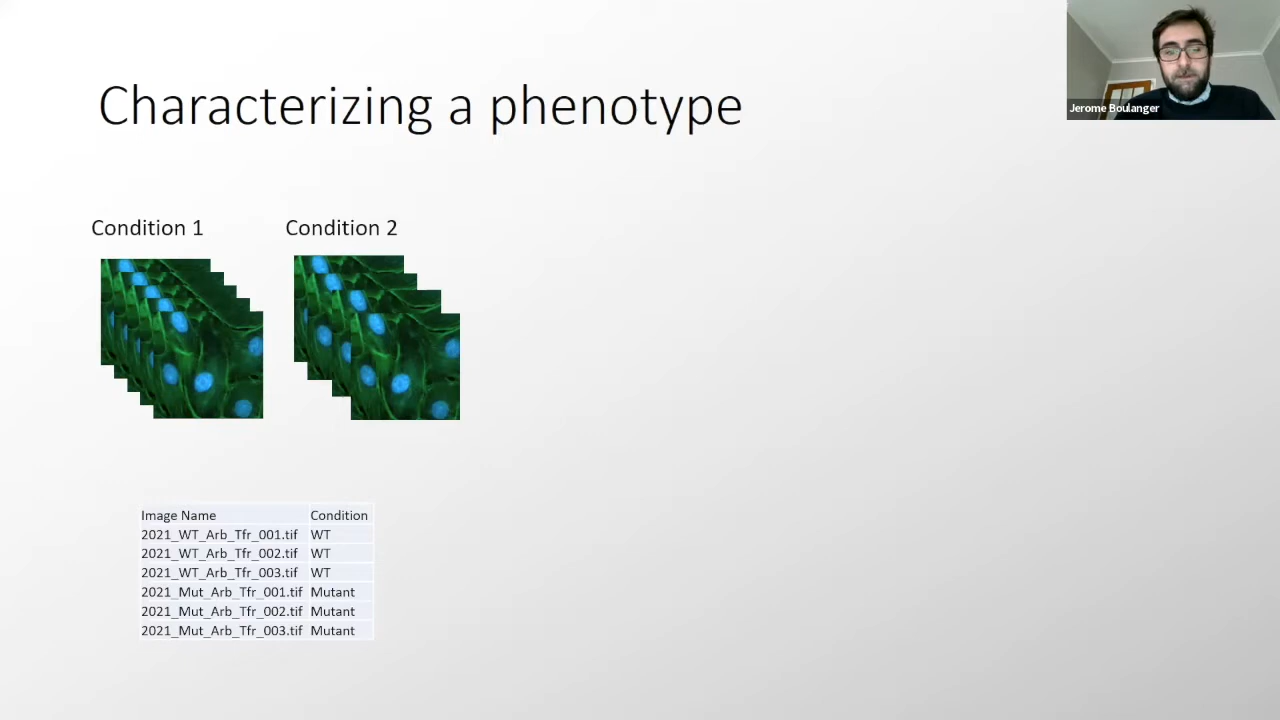 Characterizing a phenotype
Jerome Boulanger
Condition 1 Condition 2
Image Name Condition
2021_WT_Arb_Tfr_001.tif WT
2021_WT_Arb_Tfr_002.tif WT
2021_WT_Arb_Tfr_003.tif WT
2021_Mut_Arb_Tfr_001.tif Mutant
2021_Mut_Arb_Tfr_002.tif Mutant
2021_Mut_Arb_Tfr_003.tif Mutant